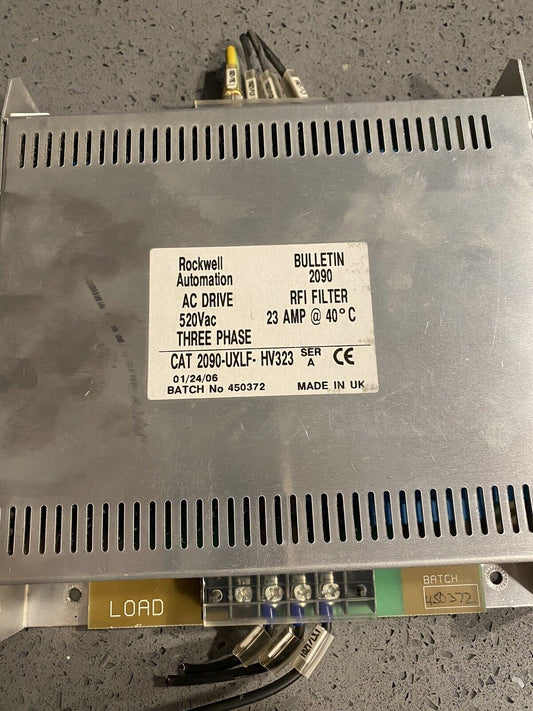 Rockwell Automation
BULLETIN 2090
AC DRIVE
RFI FILTER
520Vac
23 AMP @ 40°C
THREE PHASE
CAT 2090-UXLF- HV323 SER A CE
01/24/06
BATCH No 450372
MADE IN UK
LOAD
BATCH
450372